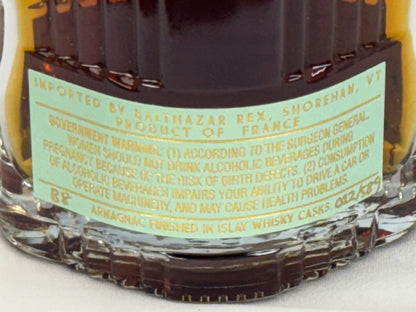 IMPORTED BY BALTHAZAR REX, SHOREHAM, VT
PRODUCT OF FRANCE
GOVERNMENT WARNING: (1) ACCORDING TO THE SURGEON GENERAL,
WOMEN SHOULD NOT DRINK ALCOHOLIC BEVERAGES DURING
PREGNANCY BECAUSE OF THE RISK OF BIRTH DEFECTS. (2) CONSUMPTION
OF ALCOHOLIC BEVERAGES IMPAIRS YOUR ABILITY TO DRIVE A CAR OR
OPERATE MACHINERY, AND MAY CAUSE HEALTH PROBLEMS.
ARMAGNAC FINISHED IN ISLAY WHISKY CASKS